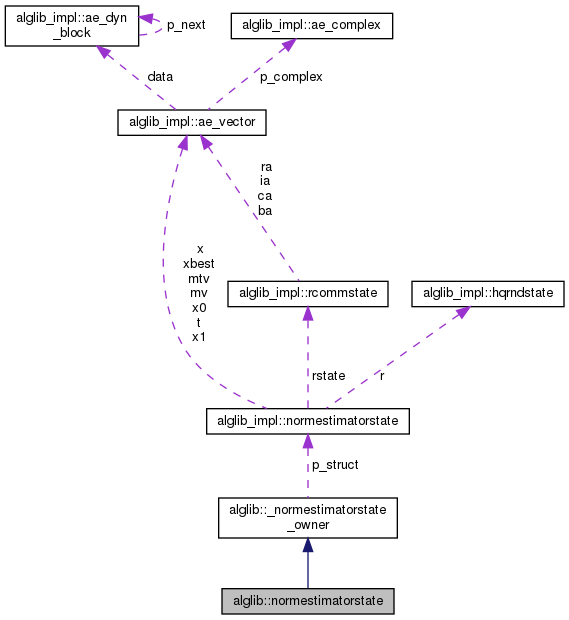 alglib_impl::ae_dyn
_block
p_next
alglib_impl::ae_complex
data
p_complex
alglib_impl::ae_vector
ra
ia
ca
ba
x
xbest
mtv
mv
x0
t
x1
alglib_impl::rcommstate
alglib_impl::hqrndstate
rstate
r
alglib_impl::normestimatorstate
p_struct
alglib::_normestimatorstate
_owner
alglib::normestimatorstate